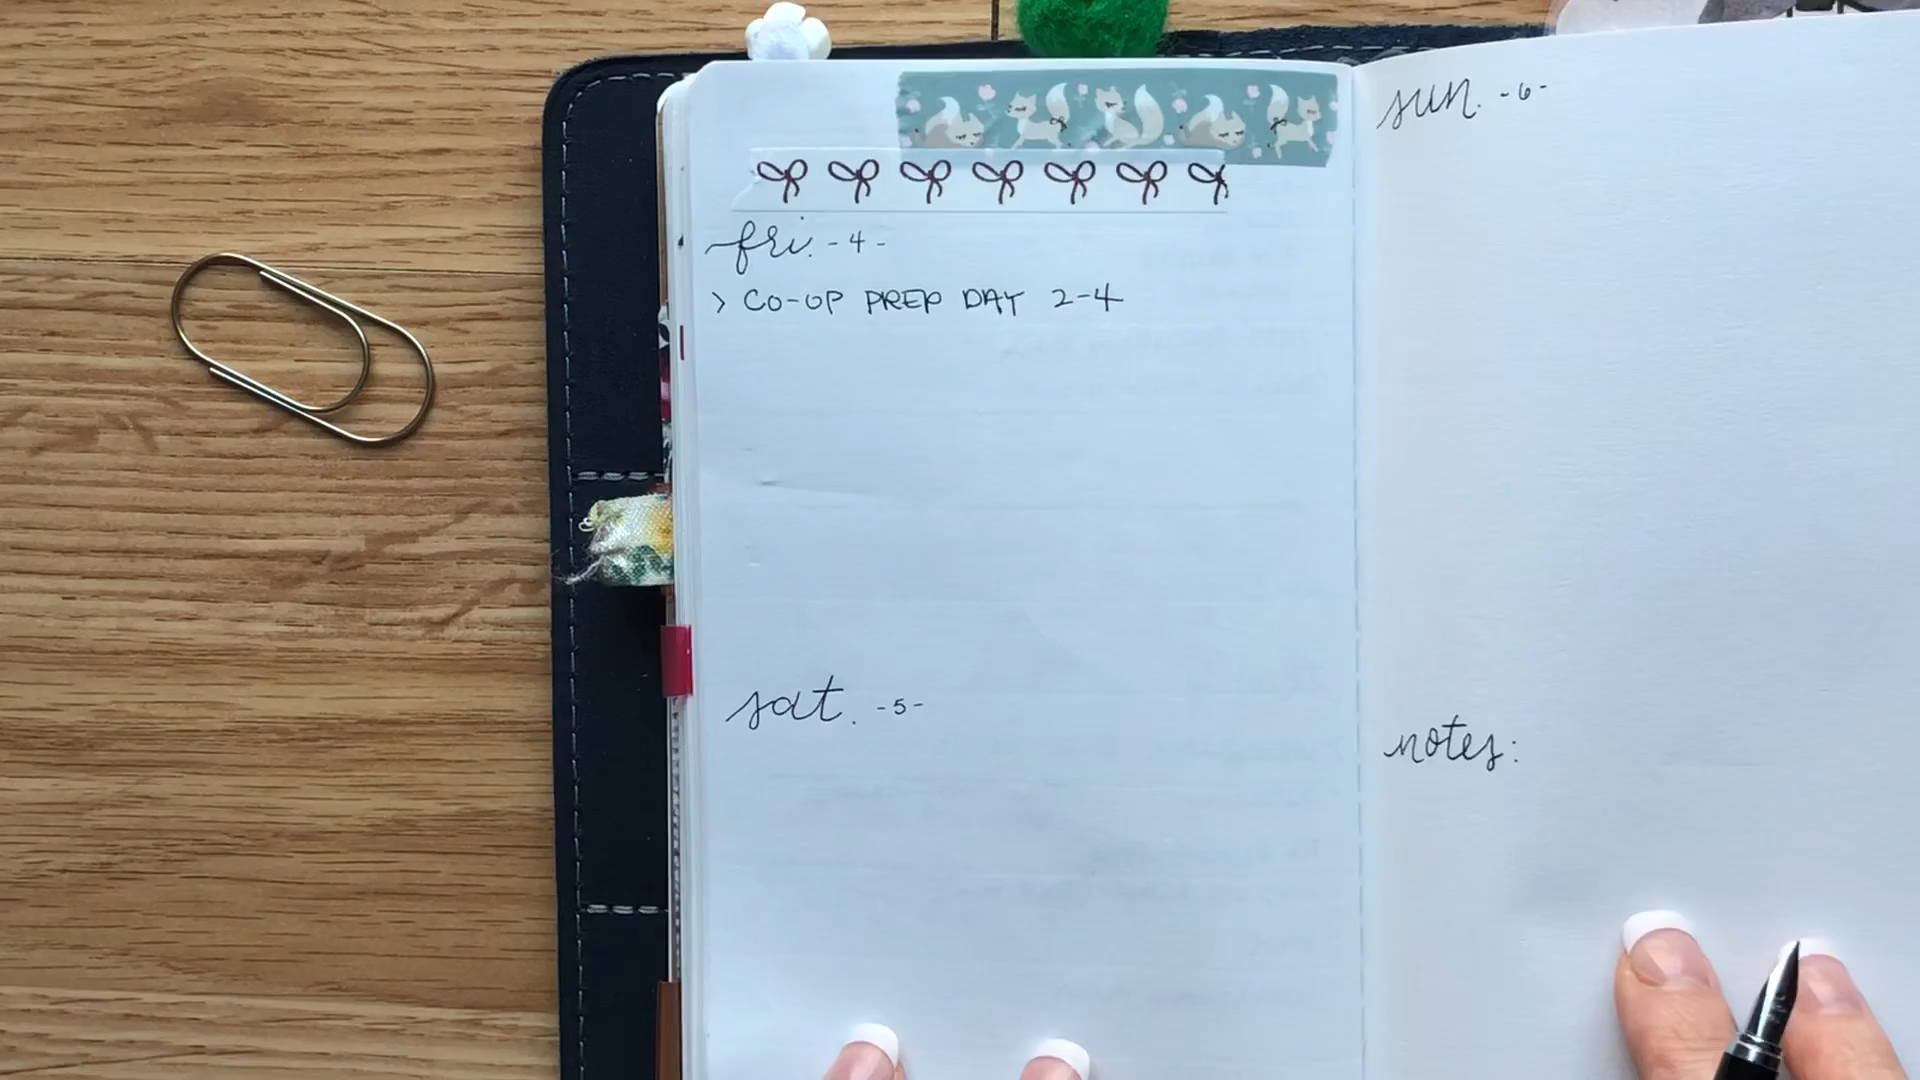 fri. -4-
> CO-OP PREP DAY 2-4
sat. -5-
sun. -6-
notes: